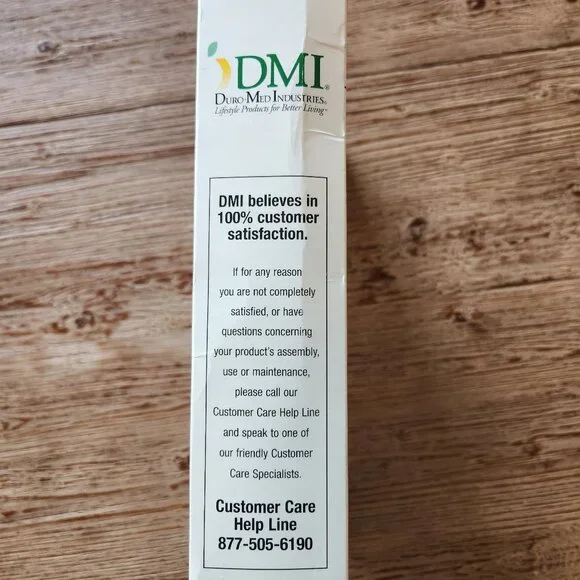 DMI®
DURO-MED INDUSTRIES®
Lifestyle Products for Better Living™
DMI believes in
100% customer
satisfaction.
If for any reason
you are not completely
satisfied, or have
questions concerning
your product's assembly,
use or maintenance,
please call our
Customer Care Help Line
and speak to one of
our friendly Customer
Care Specialists.
Customer Care
Help Line
877-505-6190